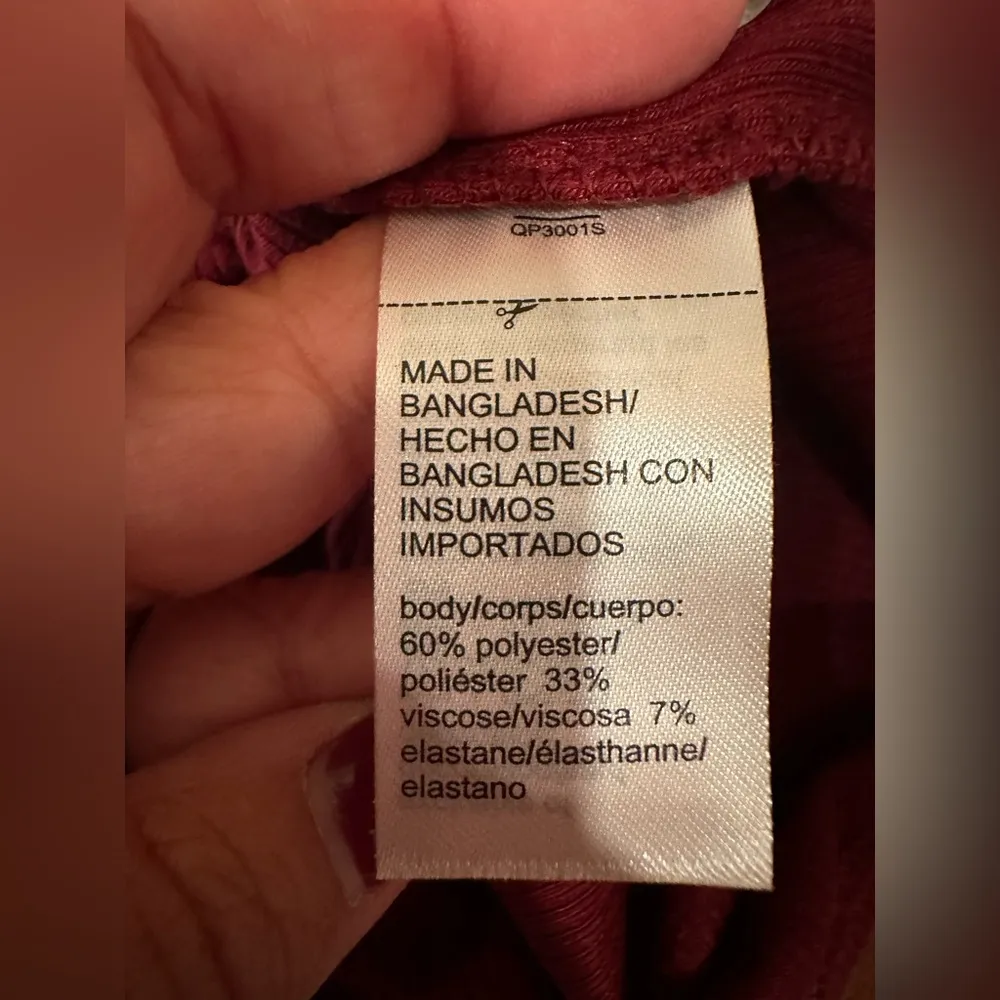 QP3001S
MADE IN
BANGLADESH/
HECHO EN
BANGLADESH CON
INSUMOS
IMPORTADOS
body/corps/cuerpo:
60% polyester/
poliéster 33%
viscose/viscosa 7%
elastane/élasthanne/
elastano